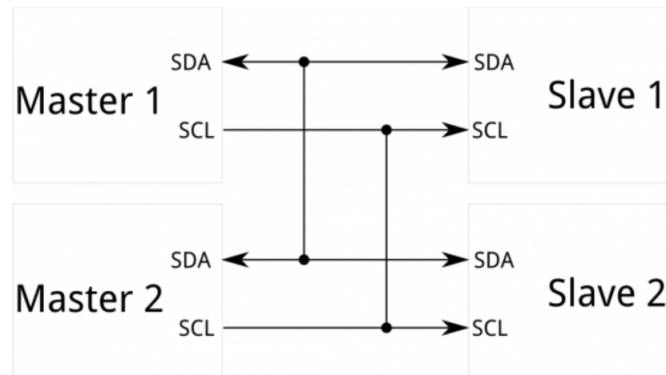 SDA
SDA
Master 1
Slave 1
SCL
SCL
SDA
SDA
Master 2
Slave 2
SCL
SCL